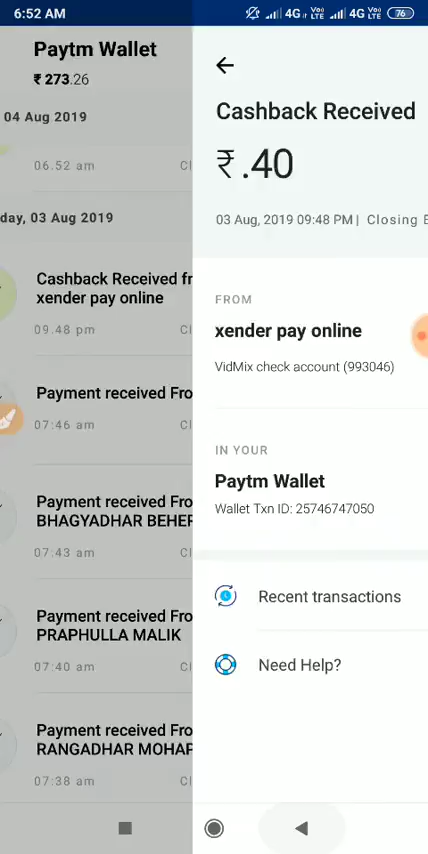 6:52 AM 4G Vo) LTE 4G Vo) LTE 76
Paytm Wallet
₹ 273.26
04 Aug 2019
06.52 am
day, 03 Aug 2019
Cashback Received
xender pay online
09.48 pm
Payment received Fro
07:46 am
Payment received Fro
BHAGYADHAR BEHER
07:43 am
Payment received Fro
PRAPHULLA MALIK
07:40 am
Payment received Fro
RANGADHAR MOHAP
07:38 am
Cashback Received
₹ .40
03 Aug, 2019 09:48 PM | Closing
FROM
xender pay online
VidMix check account (993046)
IN YOUR
Paytm Wallet
Wallet Txn ID: 25746747050
Recent transactions
Need Help?